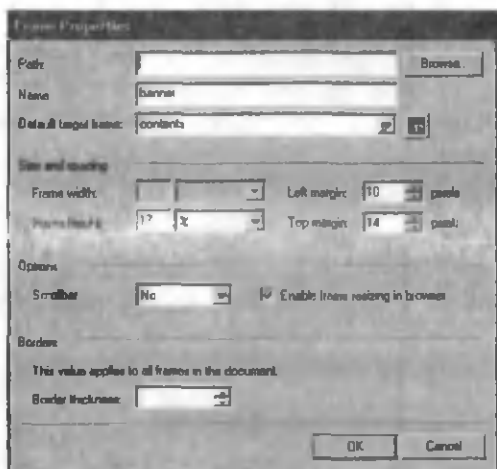 Frame Properties
Path:
Browse..
Name
banner
Default target frame:
contents
Size and spacing
Frame width:
Left margin: 10 pixels
Frame height: 17 % Top margin: 14 pixels
Options
Scrollbar No Enable frame resizing in browser
Borders
This value applies to all frames in the document.
Border thickness:
OK Cancel